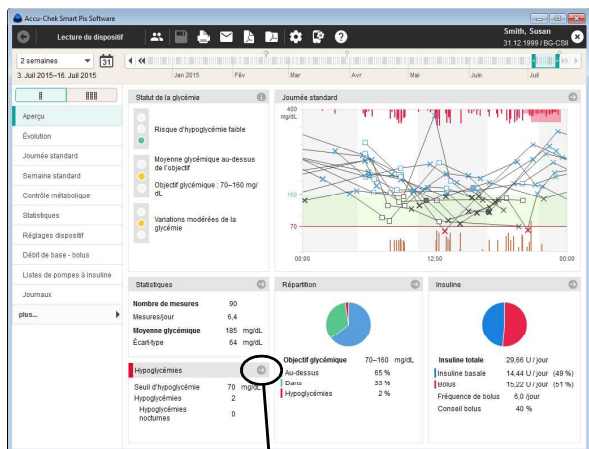 Accu-Chek Smart Pix Software
Lecture du dispositif
Smith, Susan
31.12.1999 / BG-CSII
2 semaines
31
3. Juil 2015–16. Juil 2015
Jan 2015 Fév Mar Avr Mai Juin Juil
Aperçu
Évolution
Journée standard
Semaine standard
Contrôle métabolique
Statistiques
Réglages dispositif
Débit de base - bolus
Listes de pompes à insuline
Journaux
plus...
Statut de la glycémie
Risque d'hypoglycémie faible
Moyenne glycémique au-dessus
de l'objectif
Objectif glycémique : 70–160 mg/
dL
Variations modérées de la
glycémie
Journée standard
400
mg/dL
160
70
00:00 12:00 00:00
Statistiques
Nombre de mesures 90
Mesures/jour 6,4
Moyenne glycémique 185 mg/dL
Écart-type 64 mg/dL
Hypoglycémies
Seuil d'hypoglycémie 70 mg/dL
Hypoglycémies 2
Hypoglycémies
nocturnes 0
Répartition
Objectif glycémique 70–160 mg/dL
Au-dessus 65 %
Dans 33 %
Hypoglycémies 2 %
Insuline
Insuline totale 29,66 U / jour
Insuline basale 14,44 U / jour (49 %)
Bolus 15,22 U / jour (51 %)
Fréquence de bolus 6,0 /jour
Conseil bolus 40 %